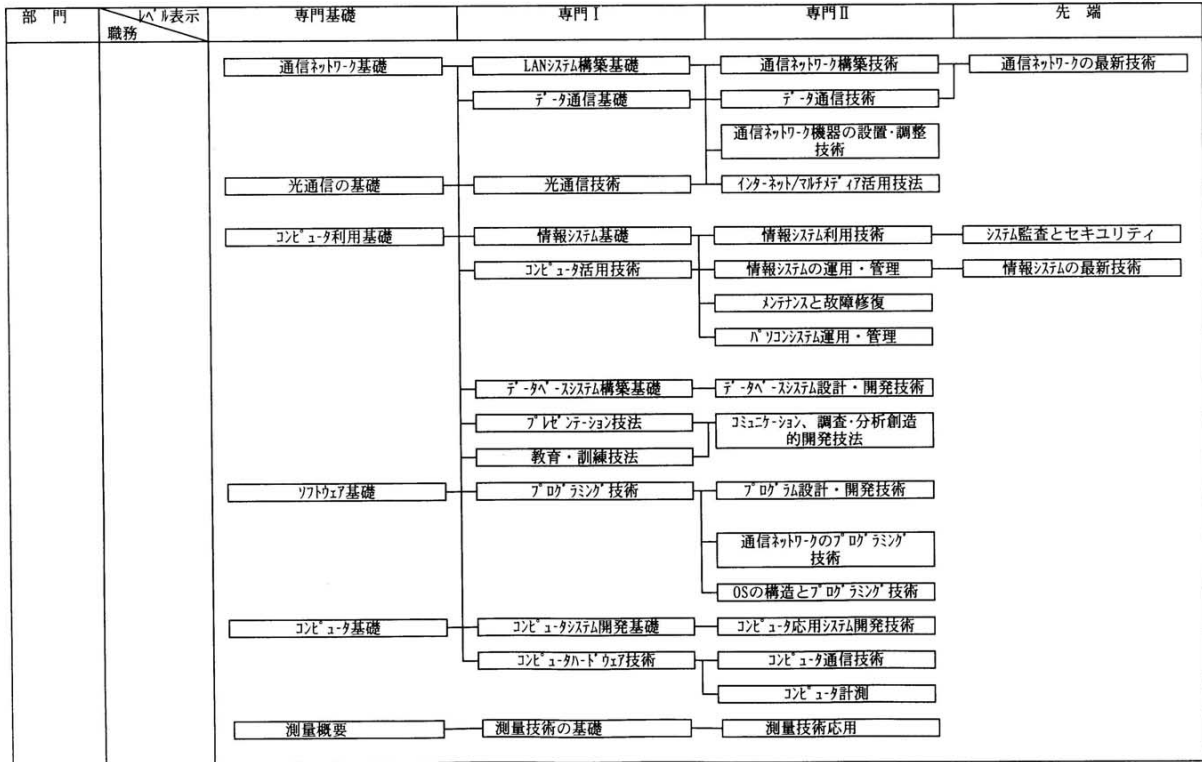 部 門
レベル表示
職務
専門基礎
専門Ⅰ
専門Ⅱ
先 端
通信ネットワーク基礎
LANシステム構築基礎
通信ネットワーク構築技術
通信ネットワークの最新技術
データ通信基礎
データ通信技術
通信ネットワーク機器の設置・調整
技術
光通信の基礎
光通信技術
インターネット/マルチメディア活用技法
コンピュータ利用基礎
情報システム基礎
情報システム利用技術
システム監査とセキュリティ
コンピュータ活用技術
情報システムの運用・管理
情報システムの最新技術
メンテナンスと故障修復
パソコンシステム運用・管理
データベースシステム構築基礎
データベースシステム設計・開発技術
プレゼンテーション技法
コミュニケーション、調査・分析創造
的開発技法
教育・訓練技法
ソフトウェア基礎
プログラミング技術
プログラム設計・開発技術
通信ネットワークのプログラミング
技術
OSの構造とプログラミング技術
コンピュータ基礎
コンピュータシステム開発基礎
コンピュータ応用システム開発技術
コンピュータハードウェア技術
コンピュータ通信技術
コンピュータ計測
測量概要
測量技術の基礎
測量技術応用